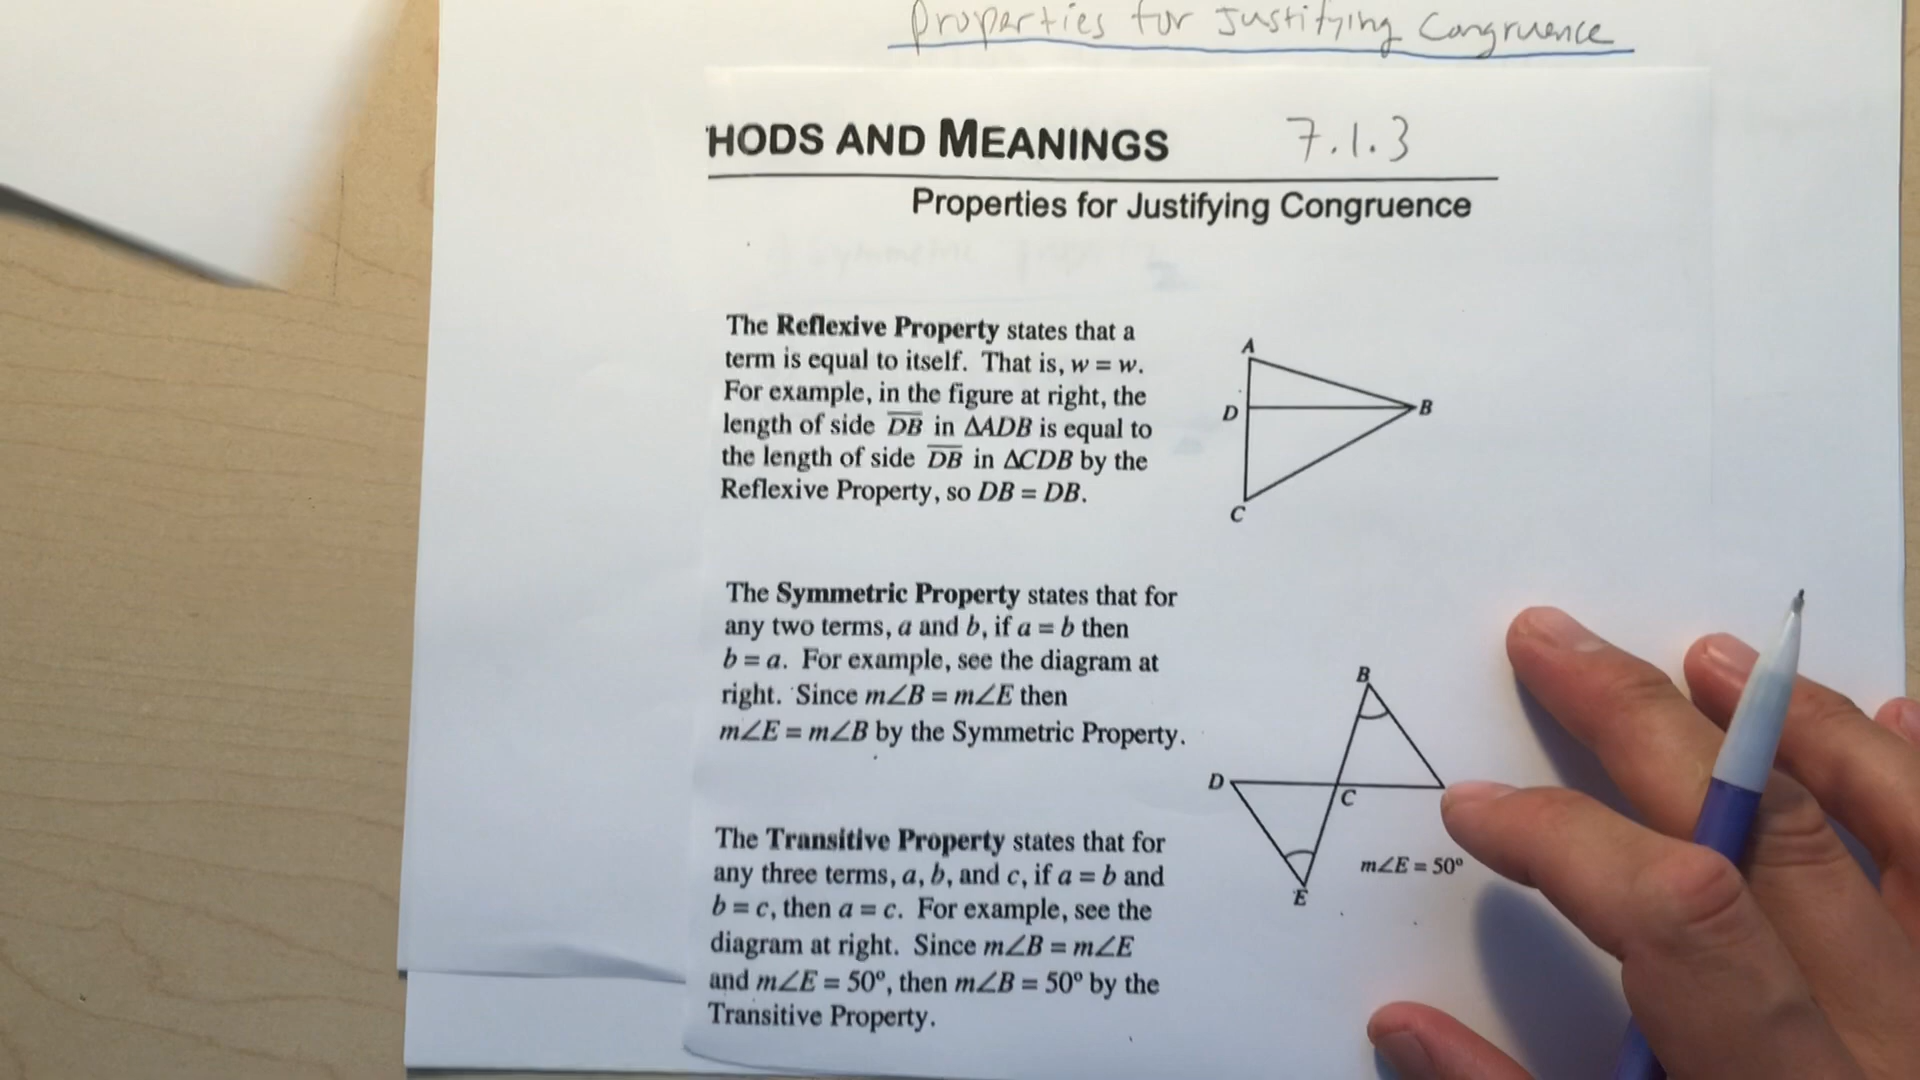 properties for Justifying Congruence
HODS AND MEANINGS 7.1.3
Properties for Justifying Congruence
The Reflexive Property states that a
term is equal to itself. That is, w = w.
For example, in the figure at right, the
length of side D̅B̅ in ΔADB is equal to
the length of side D̅B̅ in ΔCDB by the
Reflexive Property, so DB = DB.
A
D
B
C
The Symmetric Property states that for
any two terms, a and b, if a = b then
b = a. For example, see the diagram at
right. Since m∠B = m∠E then
m∠E = m∠B by the Symmetric Property.
B
D
C
m∠E = 50º
E
The Transitive Property states that for
any three terms, a, b, and c, if a = b and
b = c, then a = c. For example, see the
diagram at right. Since m∠B = m∠E
and m∠E = 50º, then m∠B = 50º by the
Transitive Property.